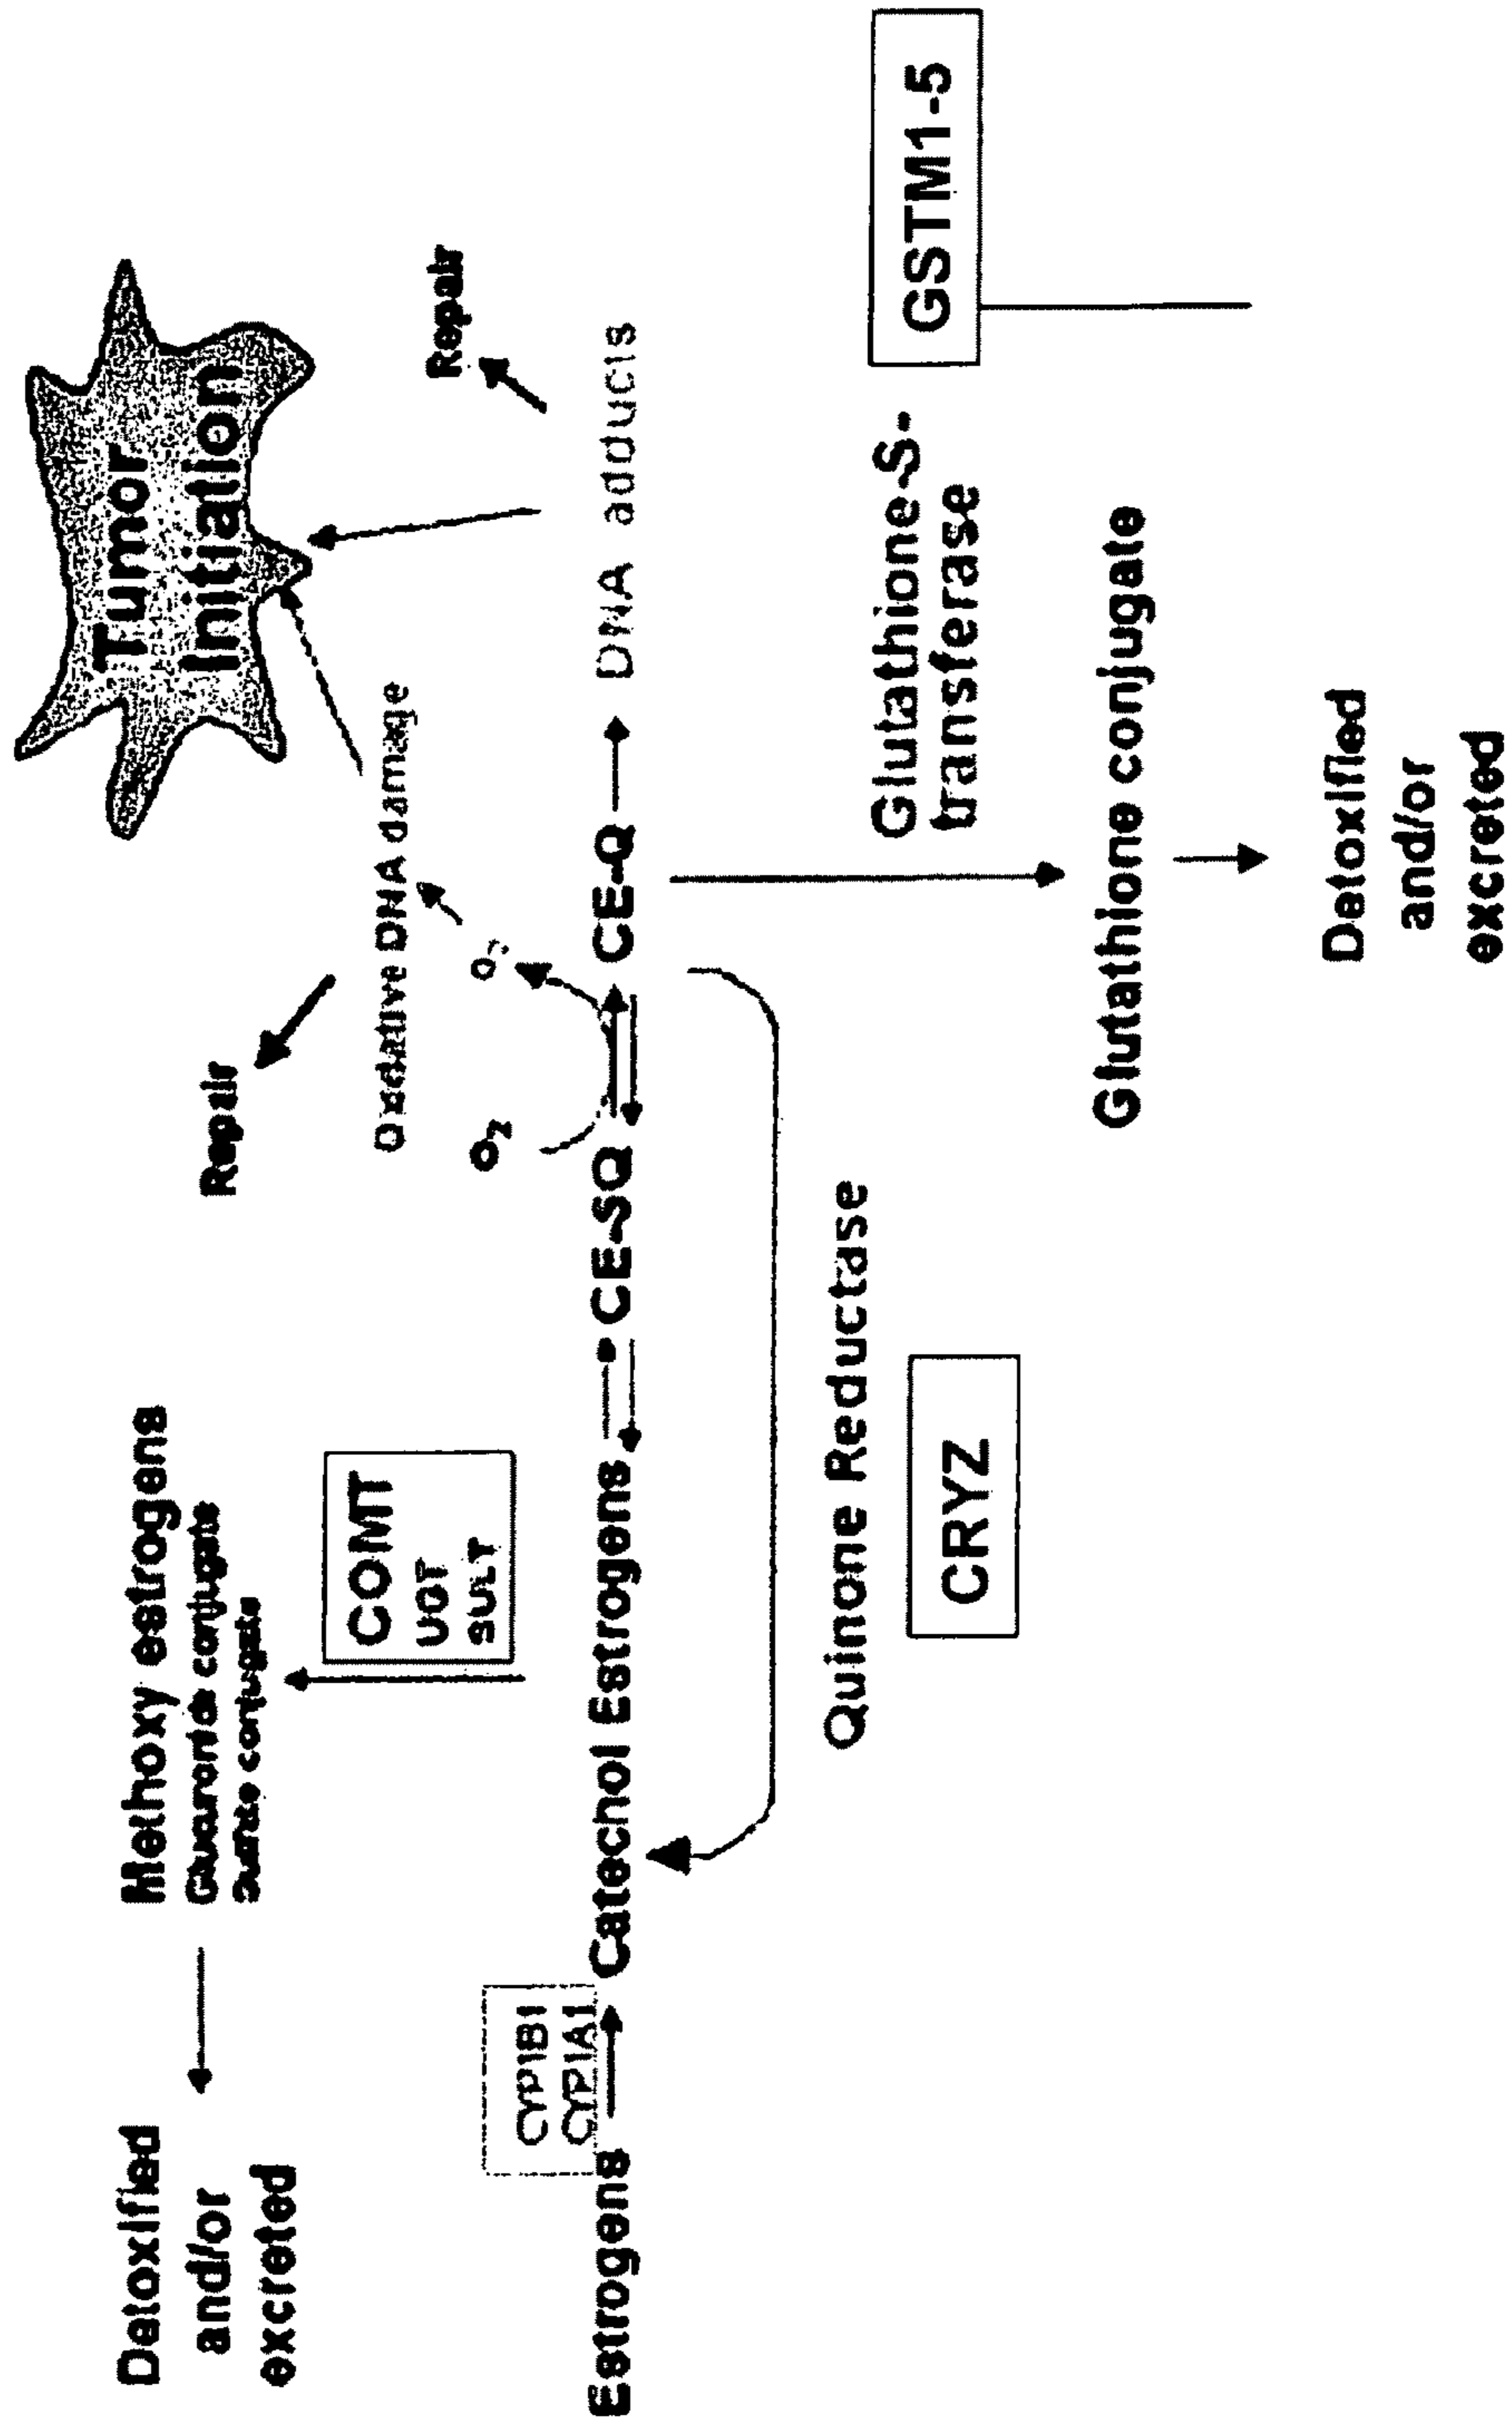 Tumor
Initiation
Detoxified
and/or
excreted
Methoxy estrogens
Glucuronide conjugate
Sulfate conjugate
Repair
Oxidative DNA damage
Repair
COMT
UGT
SULT
O2
O2-
CYP1B1
CYP1A1
Estrogens
Catechol Estrogens
CE-SQ
CE-Q
DNA adducts
Quinone Reductase
CRYZ
Glutathione-S-
transferase
GSTM1-5
Glutathione conjugate
Detoxified
and/or
excreted